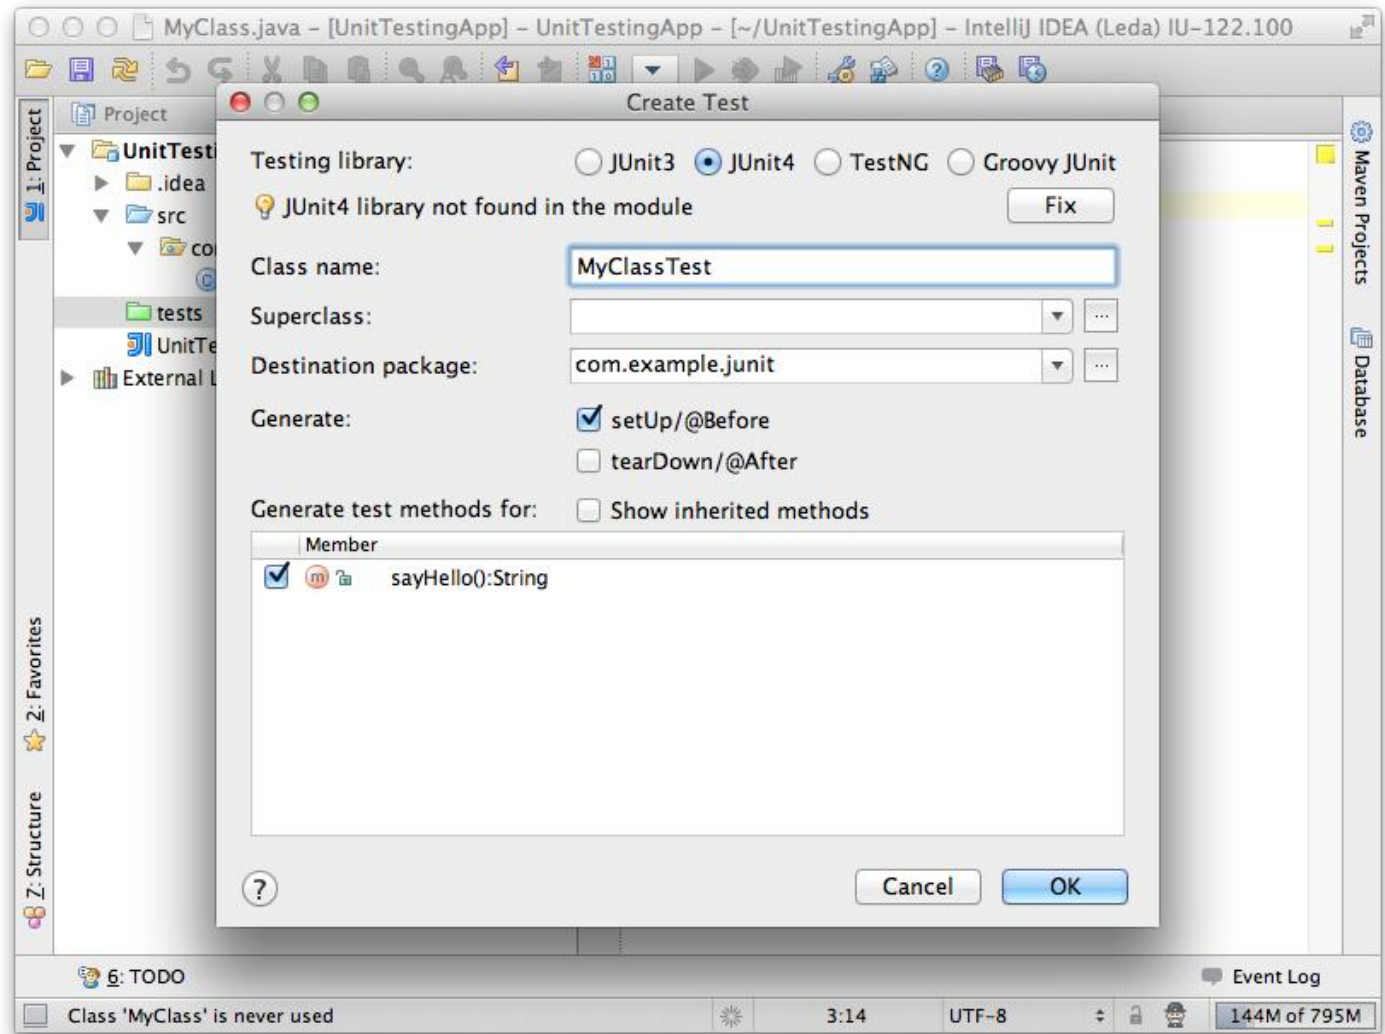 MyClass.java – [UnitTestingApp] – UnitTestingApp – [~/UnitTestingApp] – IntelliJ IDEA (Leda) IU-122.100
Create Test
1: Project
Project
UnitTesti
.idea
src
co
tests
UnitTe
External L
Testing library:
JUnit3 JUnit4 TestNG Groovy JUnit
JUnit4 library not found in the module
Fix
Class name:
MyClassTest
Superclass:
...
Destination package:
com.example.junit
...
Generate:
setUp/@Before
tearDown/@After
Generate test methods for:
Show inherited methods
Member
m
sayHello():String
?
Cancel
OK
Maven Projects
Database
2: Favorites
7: Structure
6: TODO
Event Log
Class 'MyClass' is never used
3:14
UTF-8
144M of 795M